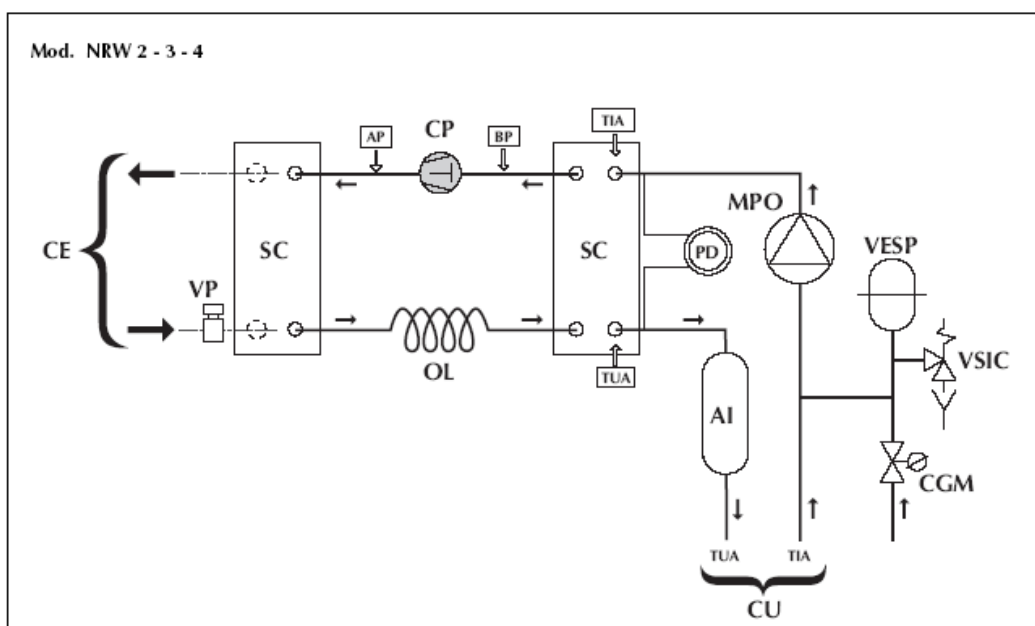 Mod. NRW 2 - 3 - 4
AP
CP
BP
TIA
MPO
VESP
CE
SC
SC
PD
VP
VSIC
OL
TUA
AI
CGM
TUA
TIA
CU